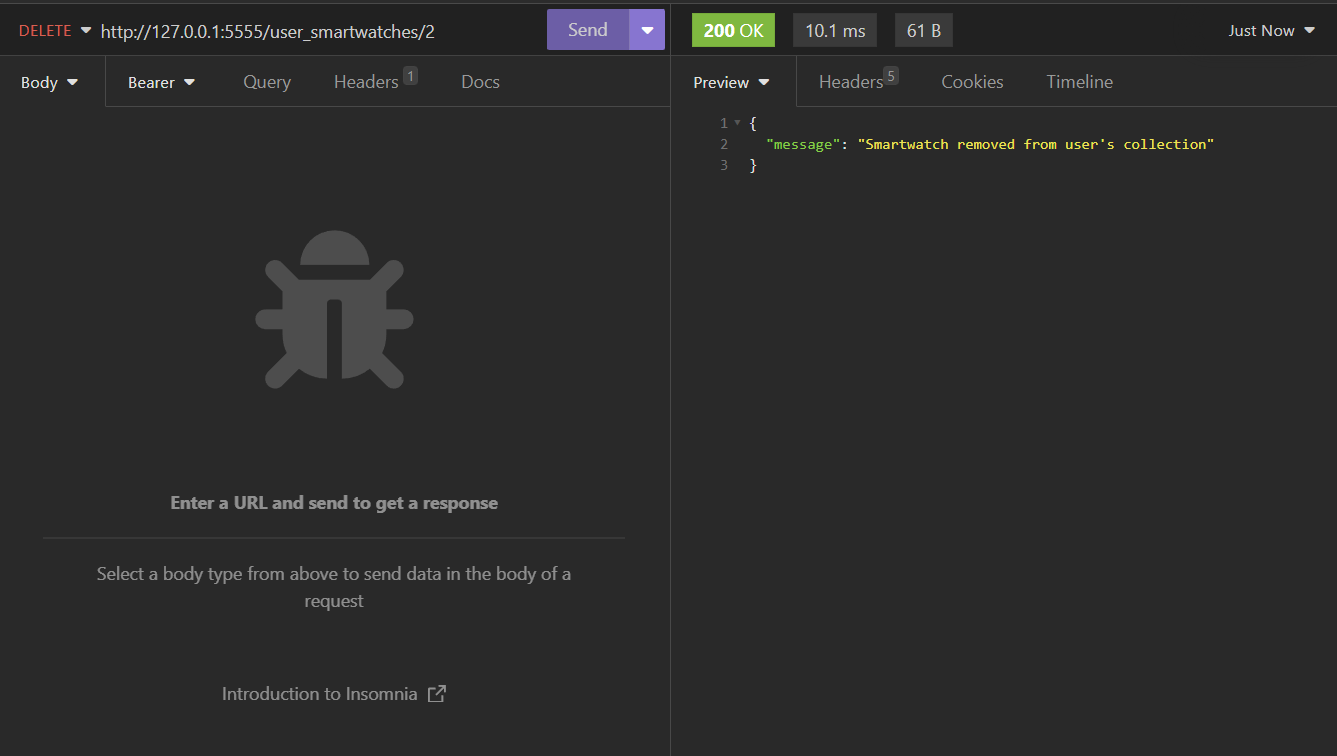 DELETE http://127.0.0.1:5555/user_smartwatches/2 Send 200 OK 10.1 ms 61 B Just Now
Body Bearer Query Headers 1 Docs Preview Headers 5 Cookies Timeline
1 {
2 "message": "Smartwatch removed from user's collection"
3 }
Enter a URL and send to get a response
Select a body type from above to send data in the body of a
request
Introduction to Insomnia